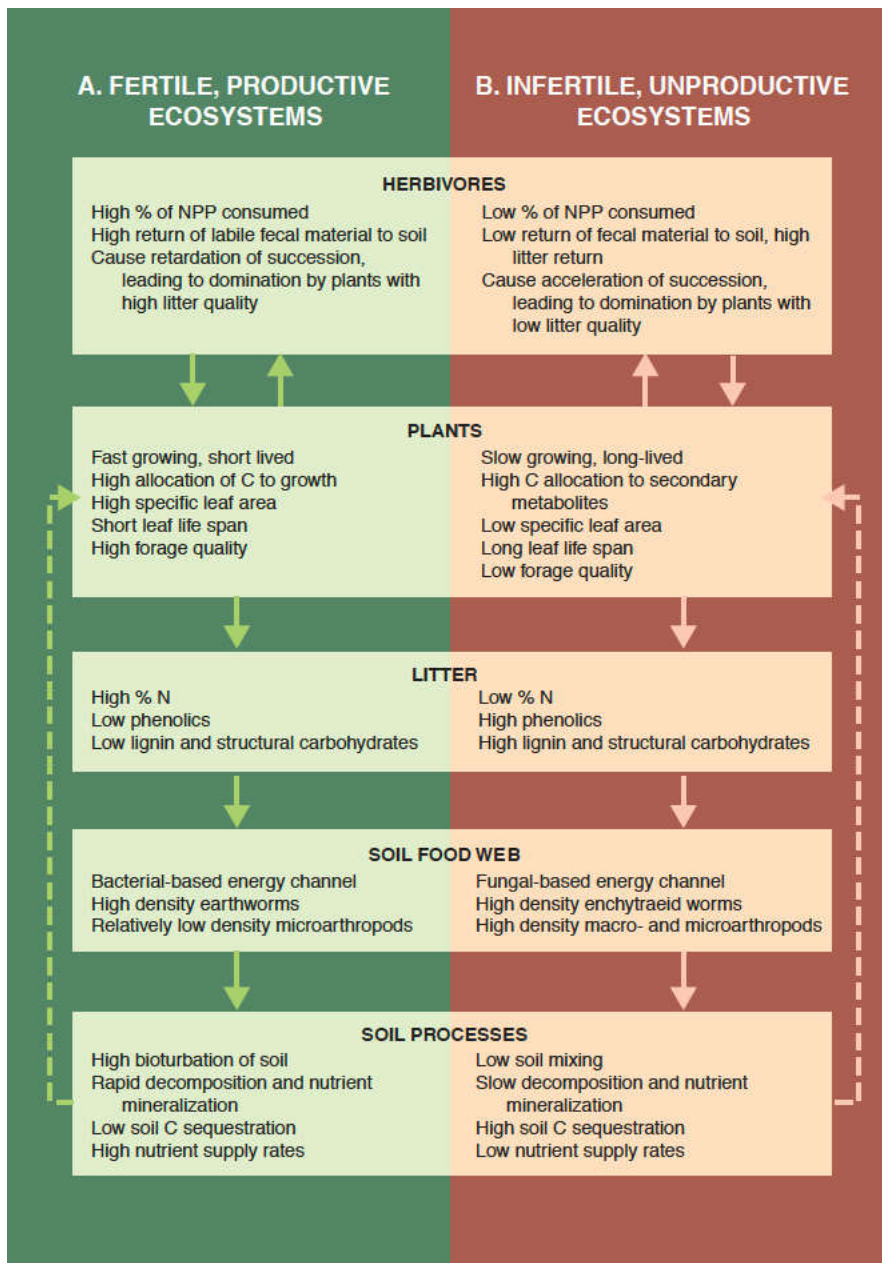 A. FERTILE, PRODUCTIVE
ECOSYSTEMS
B. INFERTILE, UNPRODUCTIVE
ECOSYSTEMS
HERBIVORES
High % of NPP consumed
High return of labile fecal material to soil
Cause retardation of succession,
leading to domination by plants with
high litter quality
Low % of NPP consumed
Low return of fecal material to soil, high
litter return
Cause acceleration of succession,
leading to domination by plants with
low litter quality
PLANTS
Fast growing, short lived
High allocation of C to growth
High specific leaf area
Short leaf life span
High forage quality
Slow growing, long-lived
High C allocation to secondary
metabolites
Low specific leaf area
Long leaf life span
Low forage quality
LITTER
High % N
Low phenolics
Low lignin and structural carbohydrates
Low % N
High phenolics
High lignin and structural carbohydrates
SOIL FOOD WEB
Bacterial-based energy channel
High density earthworms
Relatively low density microarthropods
Fungal-based energy channel
High density enchytraeid worms
High density macro- and microarthropods
SOIL PROCESSES
High bioturbation of soil
Rapid decomposition and nutrient
mineralization
Low soil C sequestration
High nutrient supply rates
Low soil mixing
Slow decomposition and nutrient
mineralization
High soil C sequestration
Low nutrient supply rates